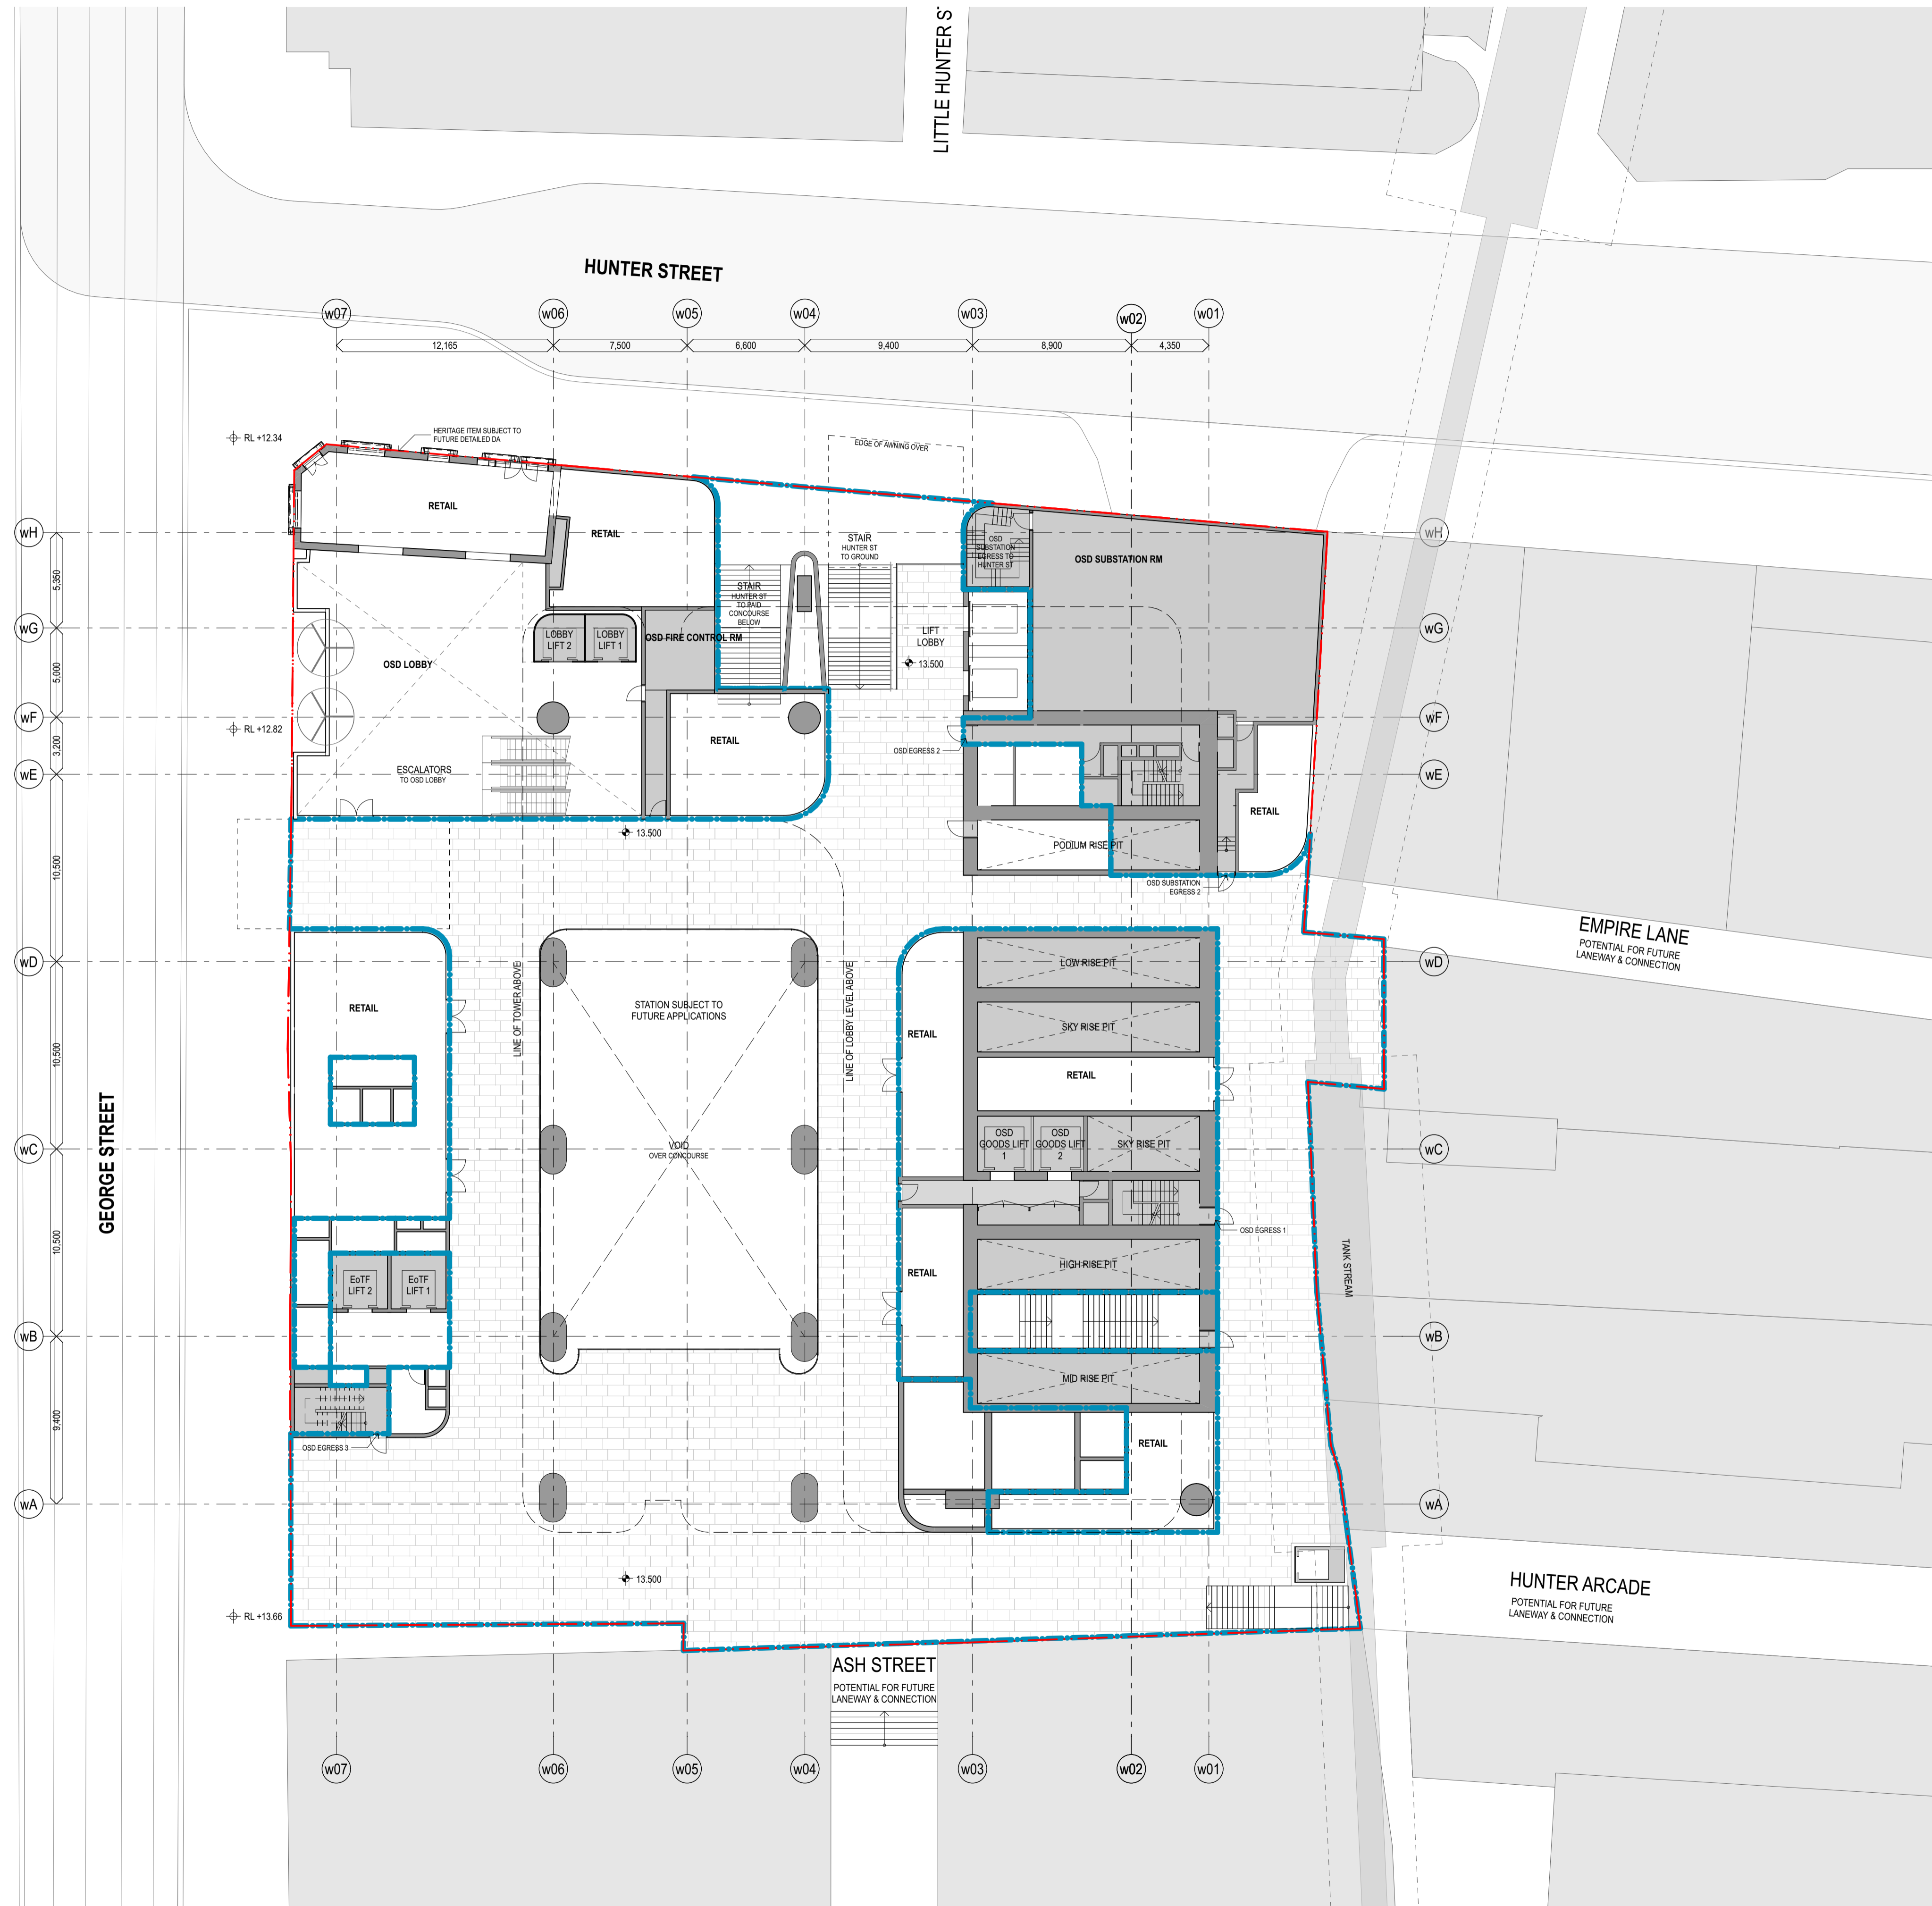 LITTLE HUNTER S
HUNTER STREET
w07
w06
w05
w04
w03
w02
w01
12,165
7,500
6,600
9,400
8,900
4,350
RL +12.34
HERITAGE ITEM SUBJECT TO
FUTURE DETAILED DA
EDGE OF AWNING OVER
RETAIL
RETAIL
wH
wH
STAIR
HUNTER ST
TO GROUND
OSD
SUBSTATION
EGRESS TO
HUNTER ST
OSD SUBSTATION RM
5,350
STAIR
HUNTER ST
TO PAID
CONCOURSE
BELOW
wG
wG
LOBBY
LIFT 2
LOBBY
LIFT 1
OSD FIRE CONTROL RM
LIFT
LOBBY
OSD LOBBY
13.500
5,000
wF
wF
RL +12.82
RETAIL
OSD EGRESS 2
3,200
wE
wE
ESCALATORS
TO OSD LOBBY
RETAIL
13.500
PODIUM RISE PIT
10,500
OSD SUBSTATION
EGRESS 2
EMPIRE LANE
POTENTIAL FOR FUTURE
LANEWAY & CONNECTION
wD
wD
LOW RISE PIT
LINE OF TOWER ABOVE
LINE OF LOBBY LEVEL ABOVE
RETAIL
STATION SUBJECT TO
FUTURE APPLICATIONS
SKY RISE PIT
RETAIL
10,500
RETAIL
GEORGE STREET
wC
wC
VOID
OVER CONCOURSE
OSD
GOODS LIFT
1
OSD
GOODS LIFT
2
SKY RISE PIT
10,500
OSD EGRESS 1
TANK STREAM
EoTF
LIFT 2
EoTF
LIFT 1
RETAIL
HIGH RISE PIT
wB
wB
MID RISE PIT
9,400
OSD EGRESS 3
RETAIL
wA
wA
13.500
HUNTER ARCADE
POTENTIAL FOR FUTURE
LANEWAY & CONNECTION
RL +13.66
ASH STREET
POTENTIAL FOR FUTURE
LANEWAY & CONNECTION
w07
w06
w05
w04
w03
w02
w01